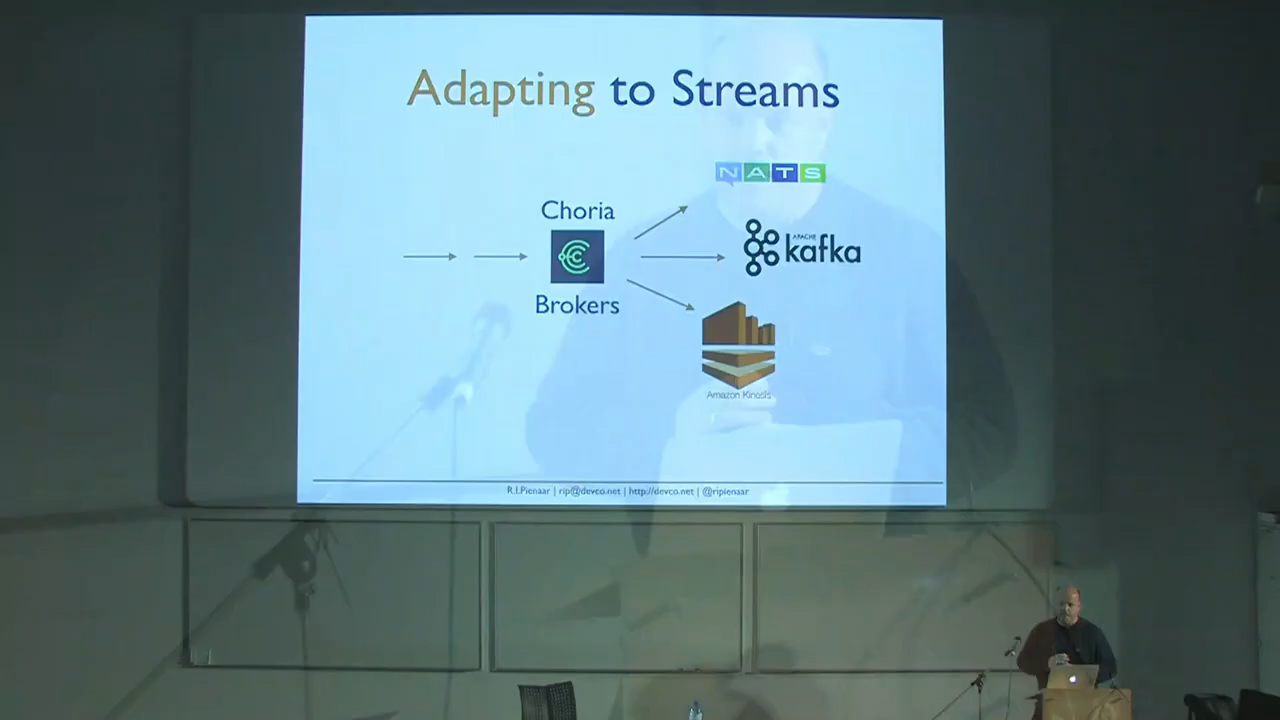 Adapting to Streams
NATS
Choria
APACHE
kafka
Brokers
Amazon Kinesis
R.I.Pienaar | rip@devco.net | http://devco.net | @ripienaar